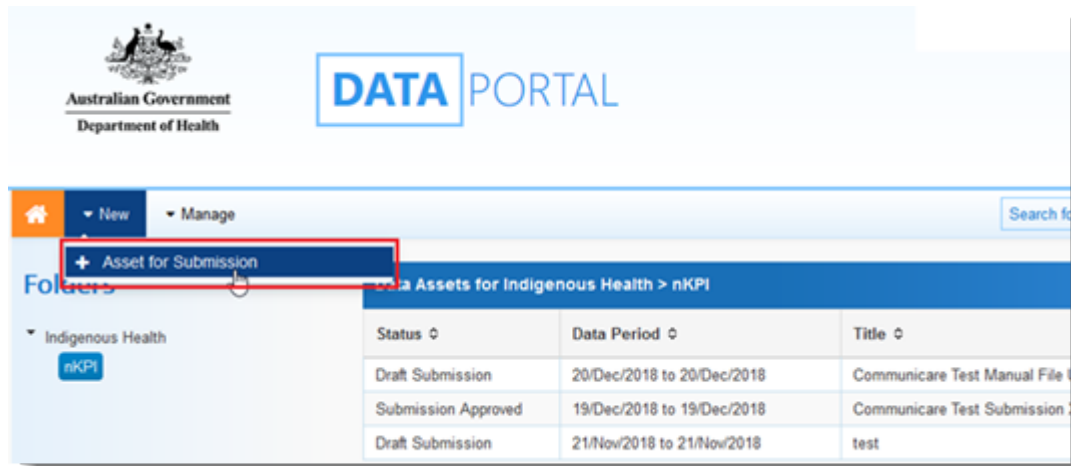 Australian Government
Department of Health
DATA PORTAL
New
Manage
Search fo
+ Asset for Submission
Folders
Assets for Indigenous Health > nKPI
Indigenous Health
nKPI
Status
Data Period
Title
Draft Submission
20/Dec/2018 to 20/Dec/2018
Communicare Test Manual File
Submission Approved
19/Dec/2018 to 19/Dec/2018
Communicare Test Submission
Draft Submission
21/Nov/2018 to 21/Nov/2018
test